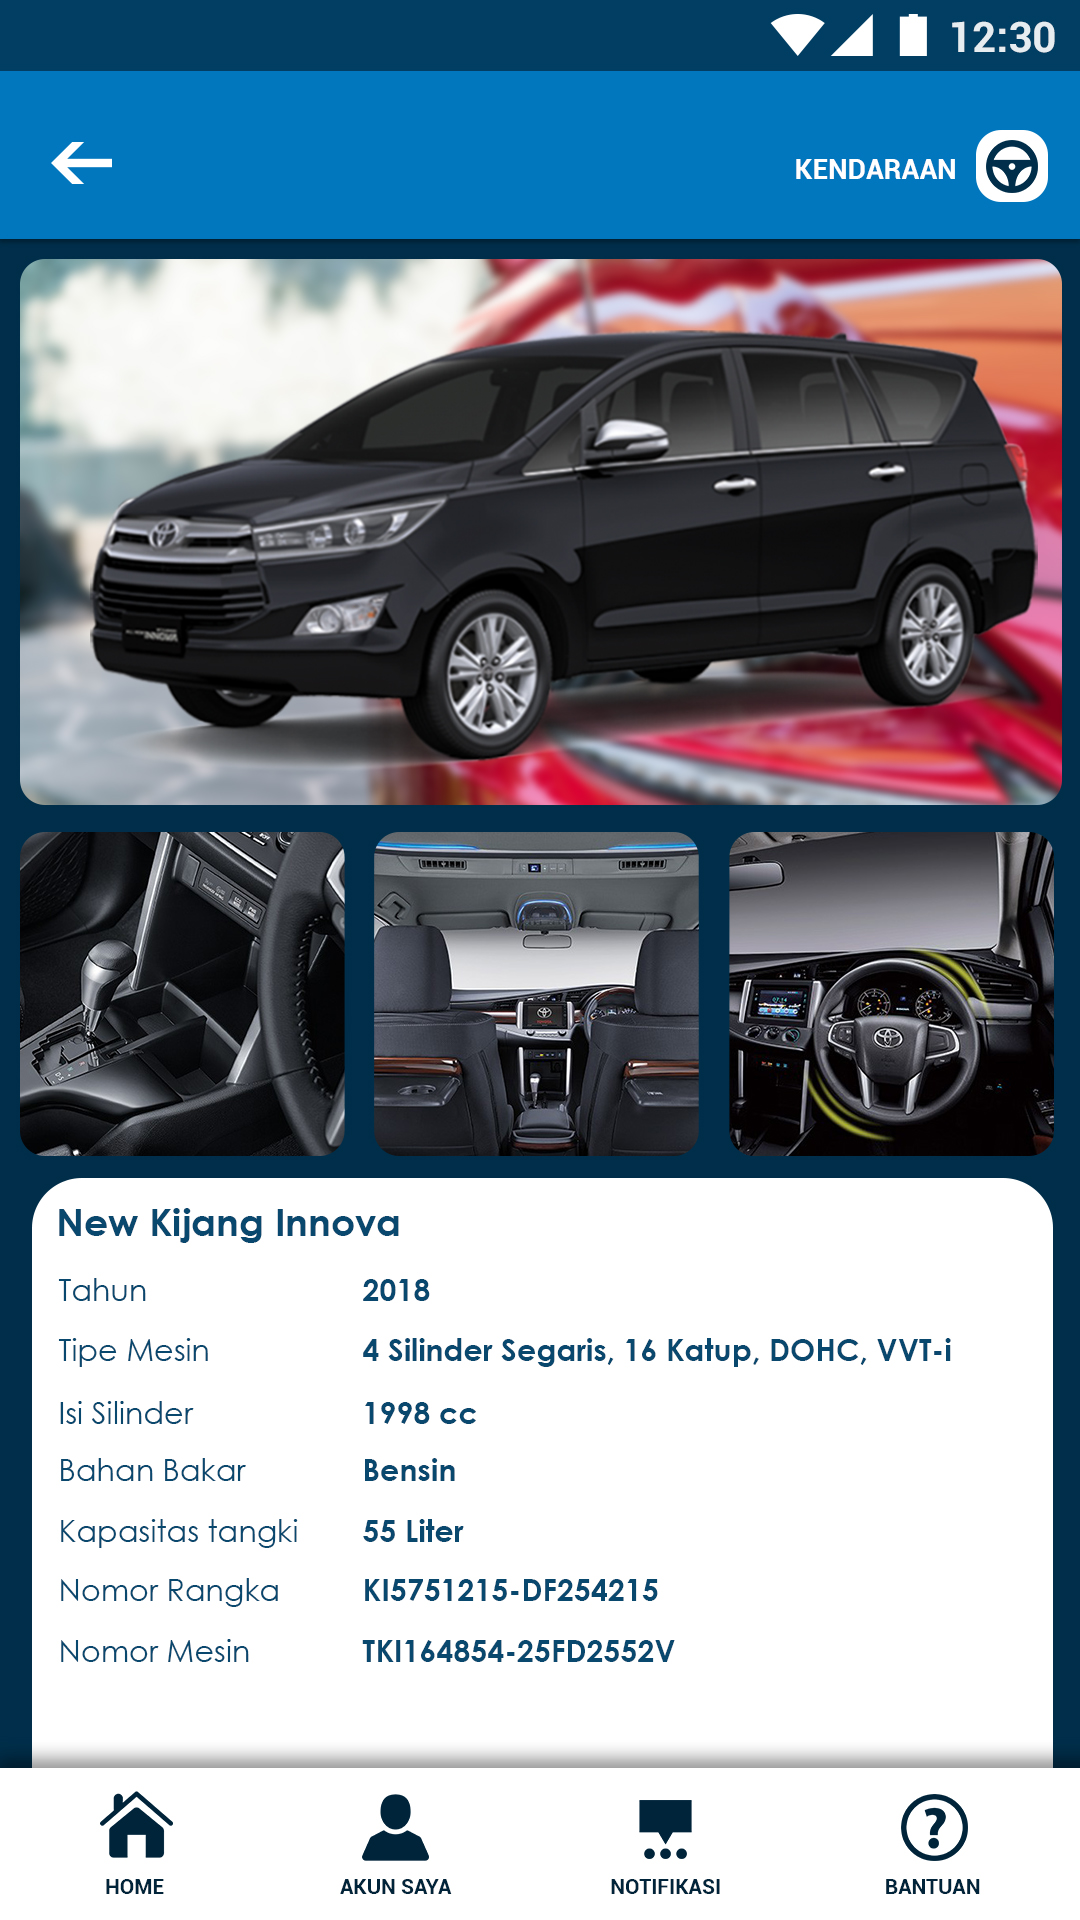 12:30
KENDARAAN
New Kijang Innova
Tahun 2018
Tipe Mesin 4 Silinder Segaris, 16 Katup, DOHC, VVT-i
Isi Silinder 1998 cc
Bahan Bakar Bensin
Kapasitas tangki 55 Liter
Nomor Rangka KI5751215-DF254215
Nomor Mesin TKI164854-25FD2552V
HOME AKUN SAYA NOTIFIKASI BANTUAN